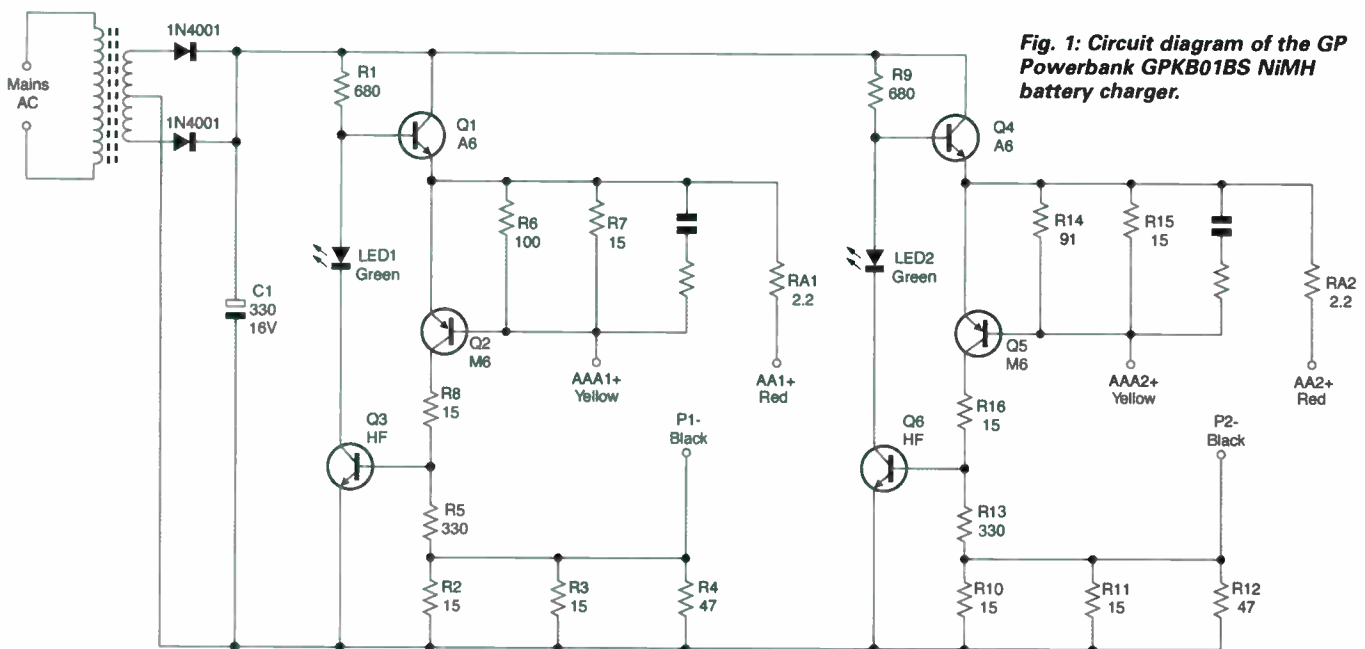 Fig. 1: Circuit diagram of the GP
Powerbank GPKB01BS NiMH
battery charger.
1N4001
Mains
AC
1N4001
R1
680
Q1
A6
R9
680
Q4
A6
R6
100
R7
15
R14
91
R15
15
LED1
Green
LED2
Green
RA1
2.2
RA2
2.2
C1
330
16V
Q2
M6
Q5
M6
AAA1+
Yellow
AA1+
Red
AAA2+
Yellow
AA2+
Red
R8
15
R16
15
Q3
HF
P1-
Black
Q6
HF
P2-
Black
R5
330
R13
330
R2
15
R3
15
R4
47
R10
15
R11
15
R12
47